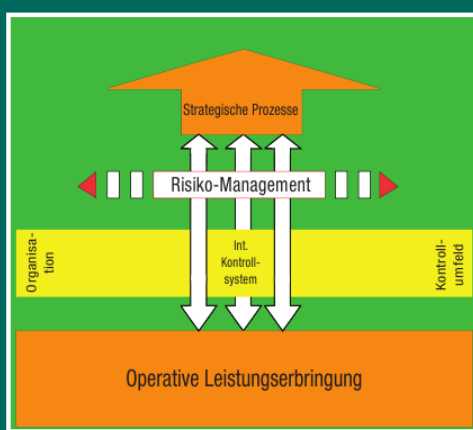 Strategische Prozesse
Risiko-Management
Organisa-
tion
Int.
Kontroll-
system
Kontroll-
umfeld
Operative Leistungserbringung